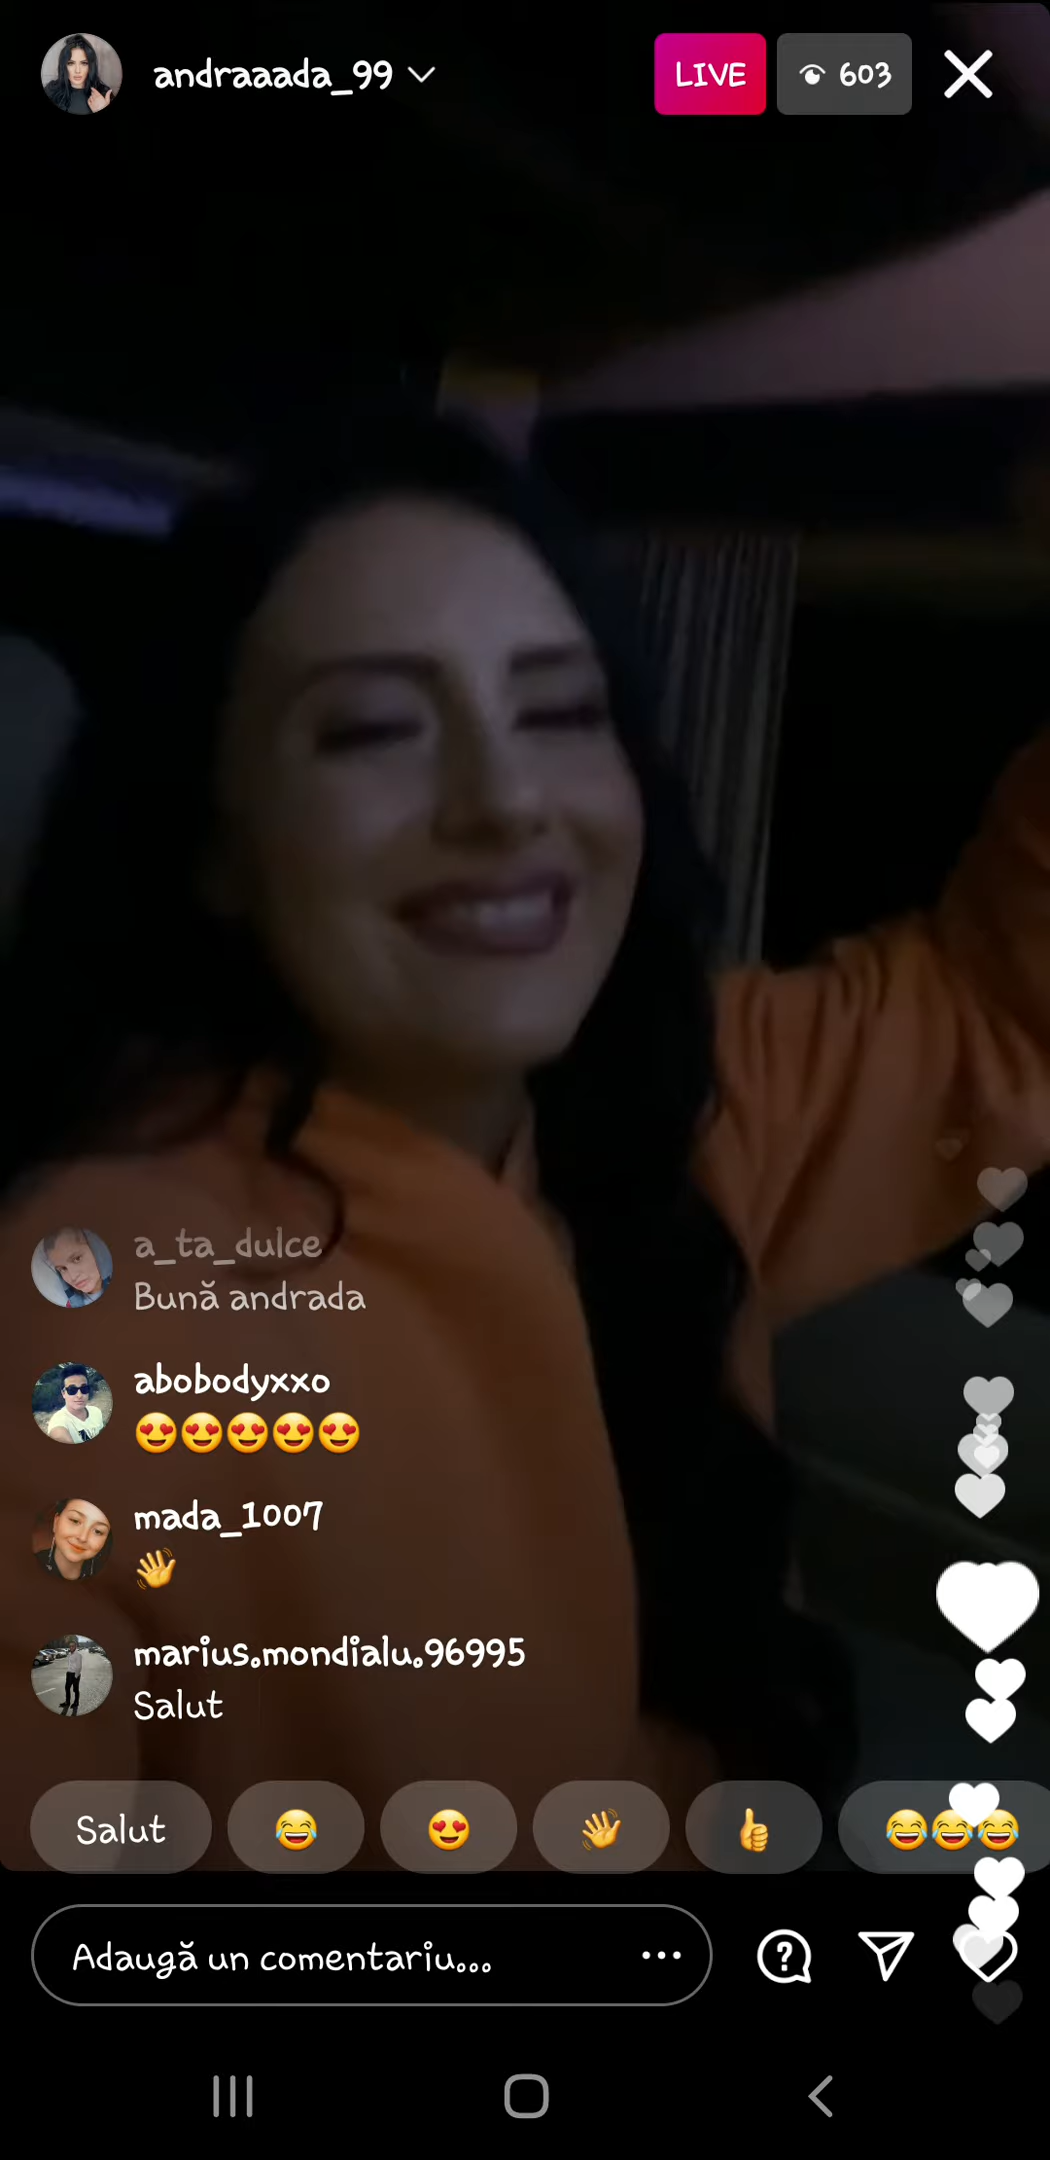 andraaada_99
LIVE
603
a_ta_dulce
Bună andrada
abobodyxxo
😍😍😍😍😍
mada_1007
👋
marius.mondialu.96995
Salut
Salut 😂 😍 👋 👍 😂😂😂
Adaugă un comentariu...